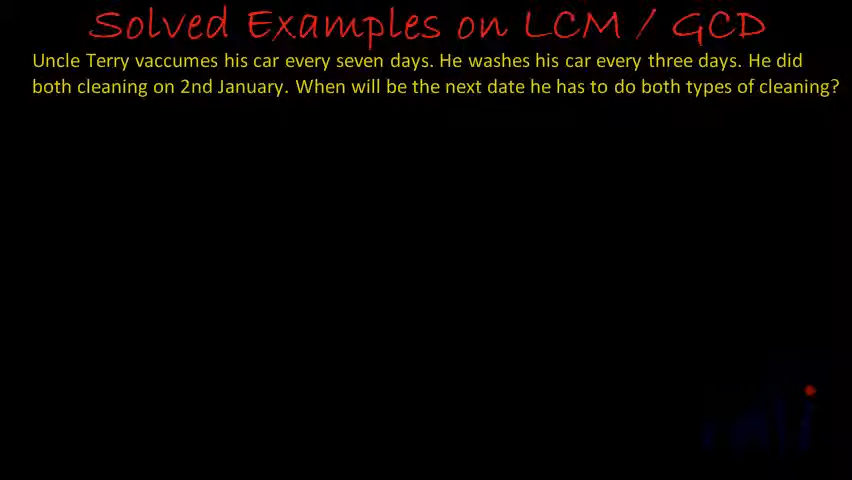 Solved Examples on LCM / GCD
Uncle Terry vaccumes his car every seven days. He washes his car every three days. He did
both cleaning on 2nd January. When will be the next date he has to do both types of cleaning?